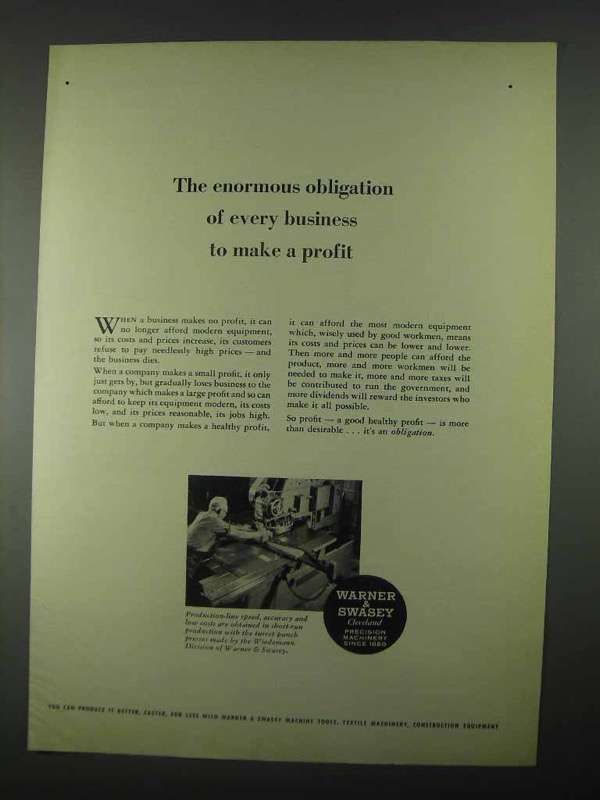 The enormous obligation
of every business
to make a profit
WHEN a business makes no profit, it can
no longer afford modern equipment,
so its costs and prices increase, its customers
refuse to pay needlessly high prices — and
the business dies.
When a company makes a small profit, it only
just gets by, but gradually loses business to the
company which makes a large profit and so can
afford to keep its equipment modern, its costs
low, and its prices reasonable, its jobs high.
But when a company makes a healthy profit,
it can afford the most modern equipment
which, wisely used by good workmen, means
its costs and prices can be lower and lower.
Then more and more people can afford the
product, more and more workmen will be
needed to make it, more and more taxes will
be contributed to run the government, and
more dividends will reward the investors who
make it all possible.
So profit — a good healthy profit — is more
than desirable . . . it's an obligation.
Production-line speed, accuracy and
low costs are obtained in short-run
production with the turret punch
presses made by the Wiedemann
Division of Warner & Swasey.
WARNER
&
SWASEY
Cleveland
PRECISION
MACHINERY
SINCE 1880
YOU CAN PRODUCE IT BETTER, FASTER, FOR LESS WITH WARNER & SWASEY MACHINE TOOLS, TEXTILE MACHINERY, CONSTRUCTION EQUIPMENT